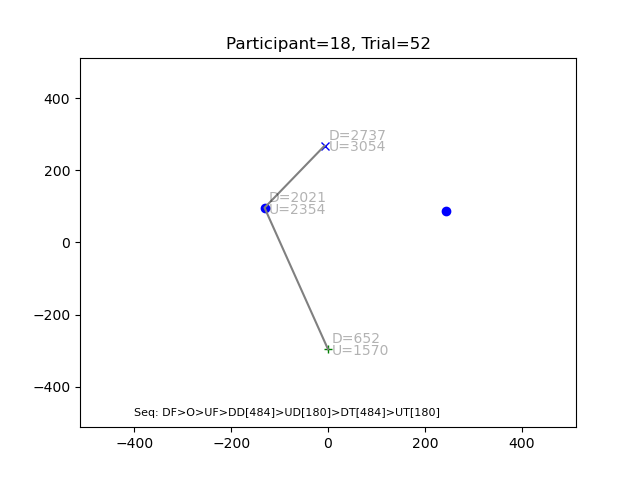 Participant=18, Trial=52
400
200
0
−200
−400
D=2737
U=3054
D=2021
U=2354
D=652
U=1570
Seq: DF>O>UF>DD[484]>UD[180]>DT[484]>UT[180]
−400
−200
0
200
400